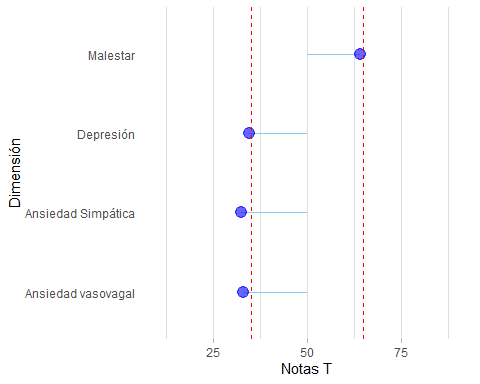 Malestar
Depresión
Ansiedad Simpática
Ansiedad vasovagal
Dimensión
25
50
75
Notas T